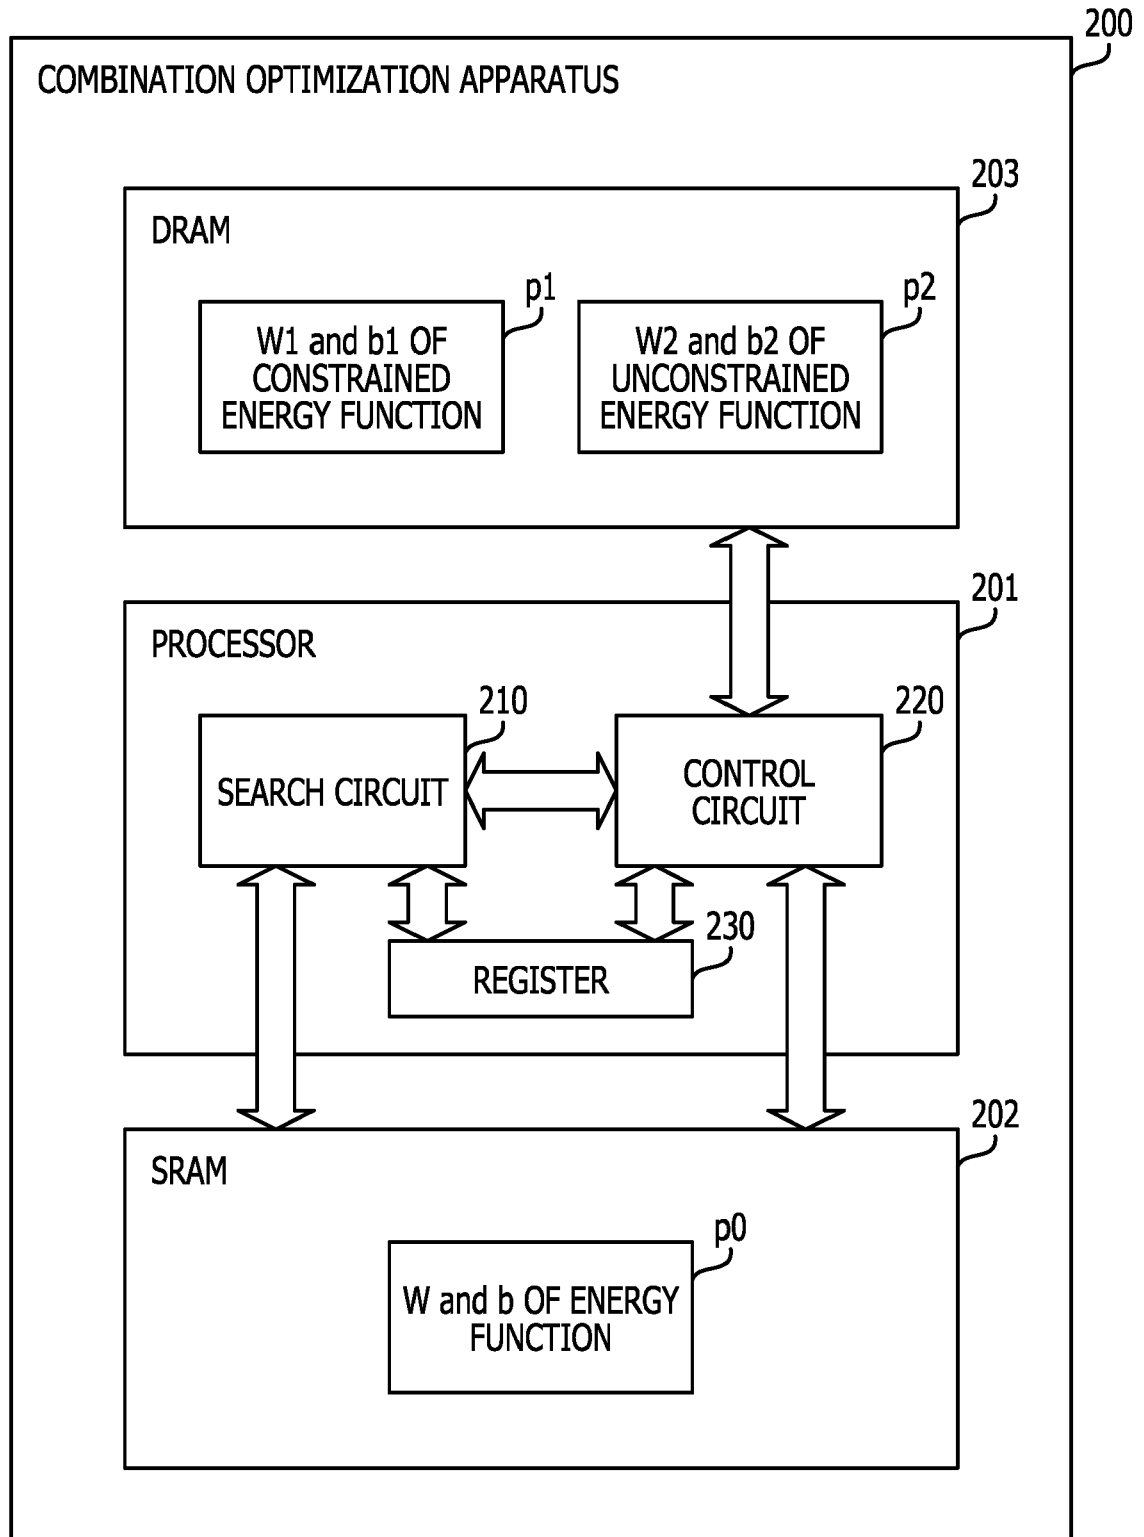 200
COMBINATION OPTIMIZATION APPARATUS
203
DRAM
p1
p2
W1 and b1 OF
CONSTRAINED
ENERGY FUNCTION
W2 and b2 OF
UNCONSTRAINED
ENERGY FUNCTION
201
PROCESSOR
210
220
SEARCH CIRCUIT
CONTROL
CIRCUIT
230
REGISTER
202
SRAM
p0
W and b OF ENERGY
FUNCTION